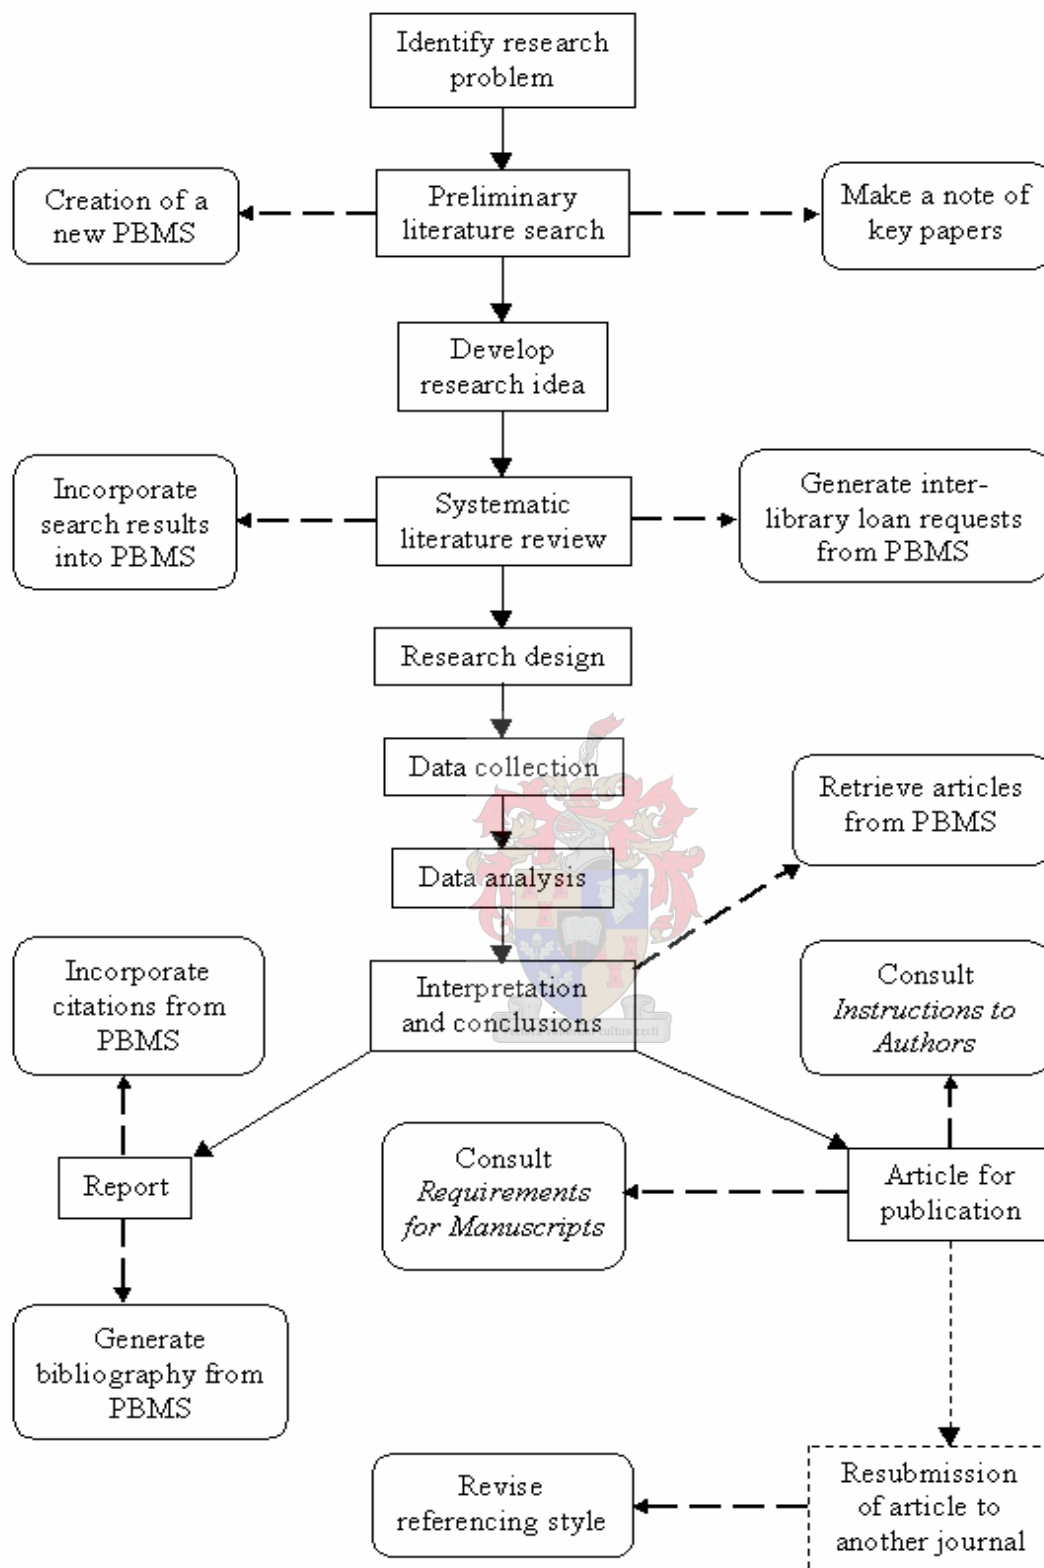 Identify research
problem
Creation of a
new PBMS
Preliminary
literature search
Make a note of
key papers
Develop
research idea
Incorporate
search results
into PBMS
Systematic
literature review
Generate inter-
library loan requests
from PBMS
Research design
Data collection
Retrieve articles
from PBMS
Data analysis
Incorporate
citations from
PBMS
Interpretation
and conclusions
Consult
Instructions to
Authors
Report
Consult
Requirements
for Manuscripts
Article for
publication
Generate
bibliography from
PBMS
Revise
referencing style
Resubmission
of article to
another journal